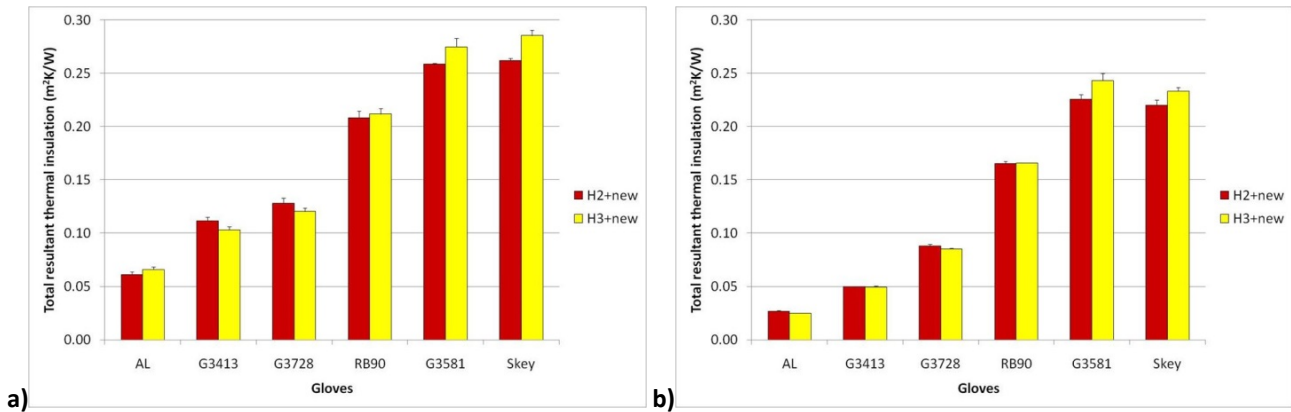 Total resultant thermal insulation (m²K/W)
0.30
0.25
0.20
0.15
0.10
0.05
0.00
AL G3413 G3728 RB90 G3581 Skey
Gloves
H2+new
H3+new
a)
Total resultant thermal insulation (m²K/W)
0.30
0.25
0.20
0.15
0.10
0.05
0.00
AL G3413 G3728 RB90 G3581 Skey
Gloves
H2+new
H3+new
b)